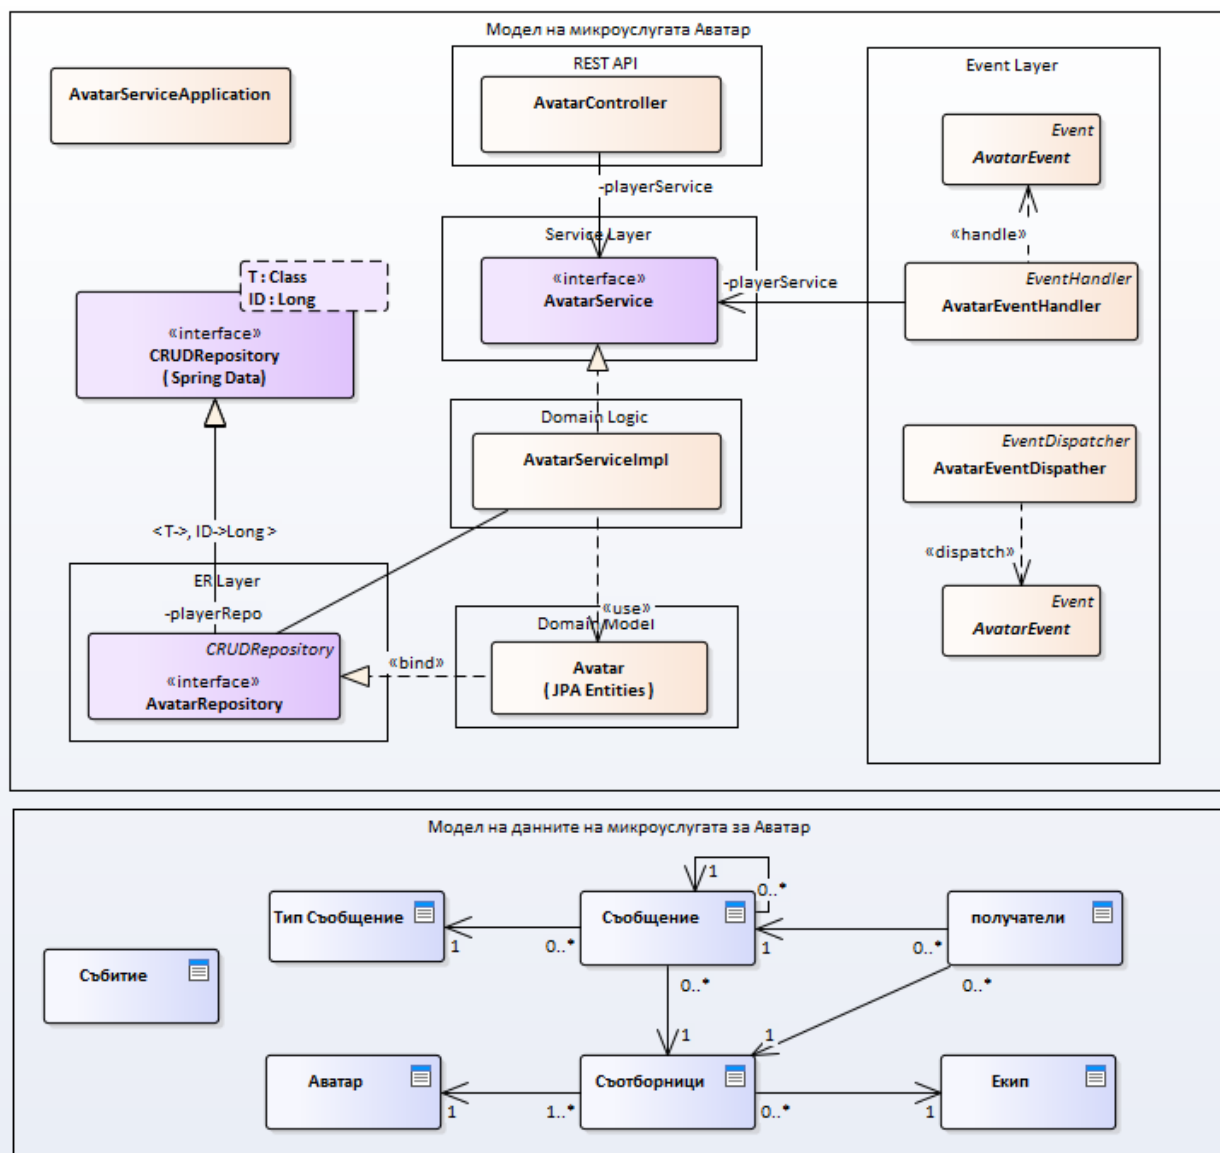 Модел на микроуслугата Аватар
REST API
Event Layer
AvatarServiceApplication
AvatarController
Event
AvatarEvent
-playerService
«handle»
Service Layer
«interface»
AvatarService
-playerService
EventHandler
AvatarEventHandler
T : Class
ID : Long
«interface»
CRUDRepository
( Spring Data)
Domain Logic
AvatarServiceImpl
EventDispatcher
AvatarEventDispather
<T->, ID->Long>
«dispatch»
ER Layer
-playerRepo
«use»
Domain Model
Event
AvatarEvent
CRUDRepository
«interface»
AvatarRepository
«bind»
Avatar
( JPA Entities )
Модел на данните на микроуслугата за Аватар
1
0..*
Тип Съобщение
Съобщение
получатели
1
0..*
1
0..*
Събитие
0..*
0..*
1
1
Аватар
Съотборници
Екип
1
1..*
0..*
1